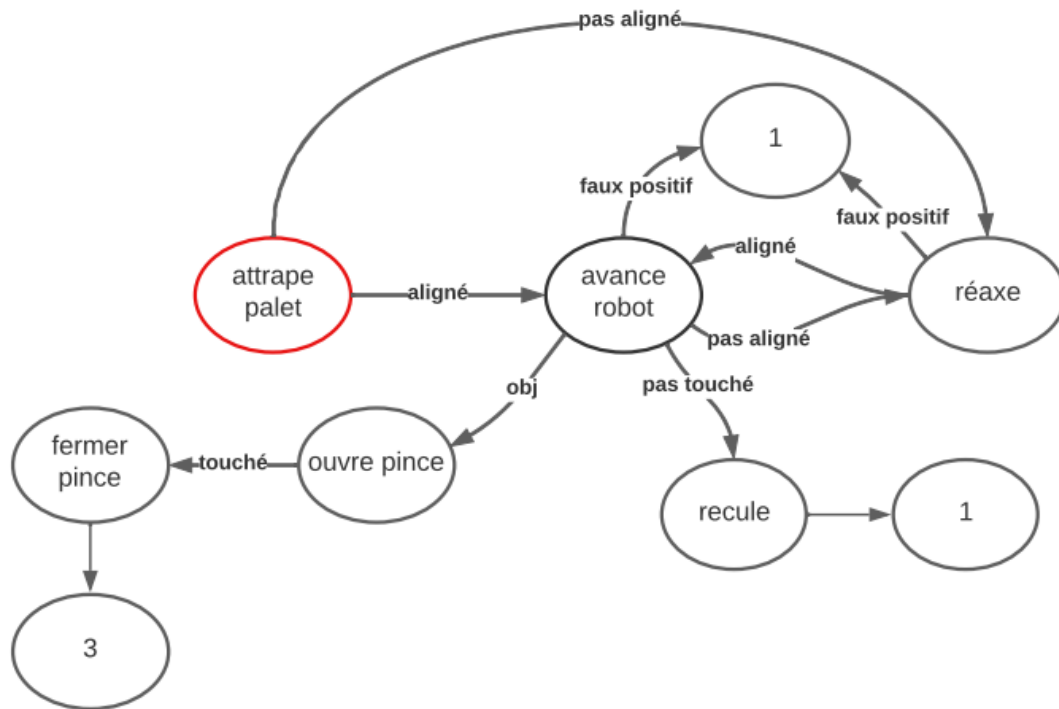 pas aligné
1
faux positif
faux positif
attrape
palet
aligné
avance
robot
aligné
pas aligné
réaxe
obj
pas touché
fermer
pince
touché
ouvre pince
recule
1
3